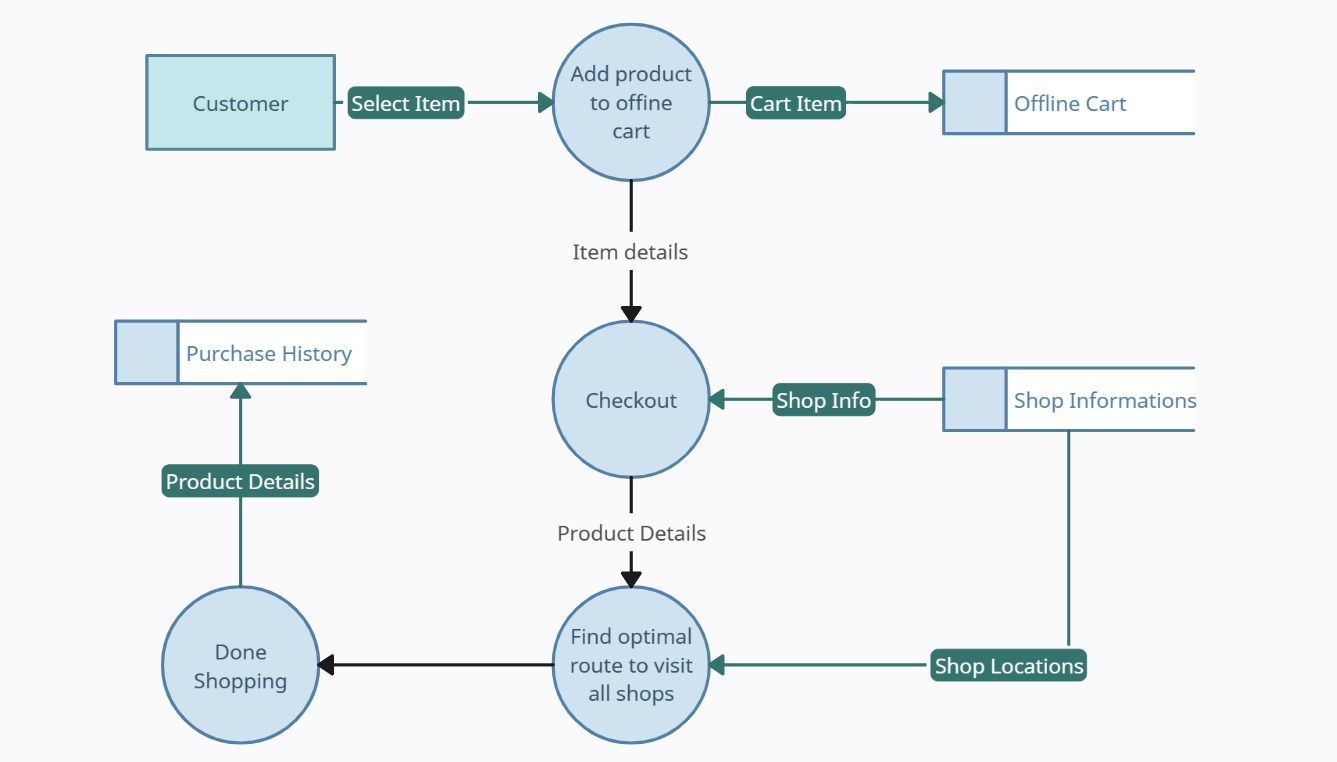 Customer
Select Item
Add product
to offine
cart
Cart Item
Offline Cart
Item details
Purchase History
Checkout
Shop Info
Shop Informations
Product Details
Product Details
Done
Shopping
Find optimal
route to visit
all shops
Shop Locations